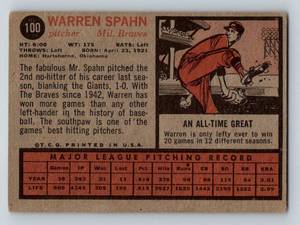 100
WARREN SPAHN
pitcher Mil. Braves
HT: 6:00 WT: 175 BATS: Left
THROWS: Left BORN: April 23, 1921
HOME: Hartshorne, Oklahoma
The fabulous Mr. Spahn pitched the
2nd no-hitter of his career last sea-
son, blanking the Giants, 1-0. With
The Braves since 1942, Warren
has won more games than any other
left-hander in the history of base-
ball. The southpaw is one of the
games' best hitting pitchers.
©T.C.G. PRINTED IN U.S.A.
AN ALL-TIME GREAT
Warren is only lefty ever to win
20 games in 12 different seasons.
MAJOR LEAGUE PITCHING RECORD
YEAR
LIFE